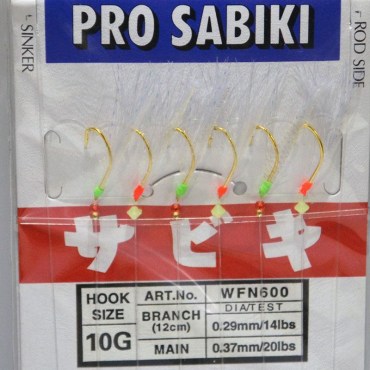 PRO SABIKI
↑ SINKER
↑ ROD SIDE
サビキ
HOOK SIZE 10G
ART.No. WFN600
DIA/TEST
BRANCH (12cm) 0.29mm/14lbs
MAIN 0.37mm/20lbs